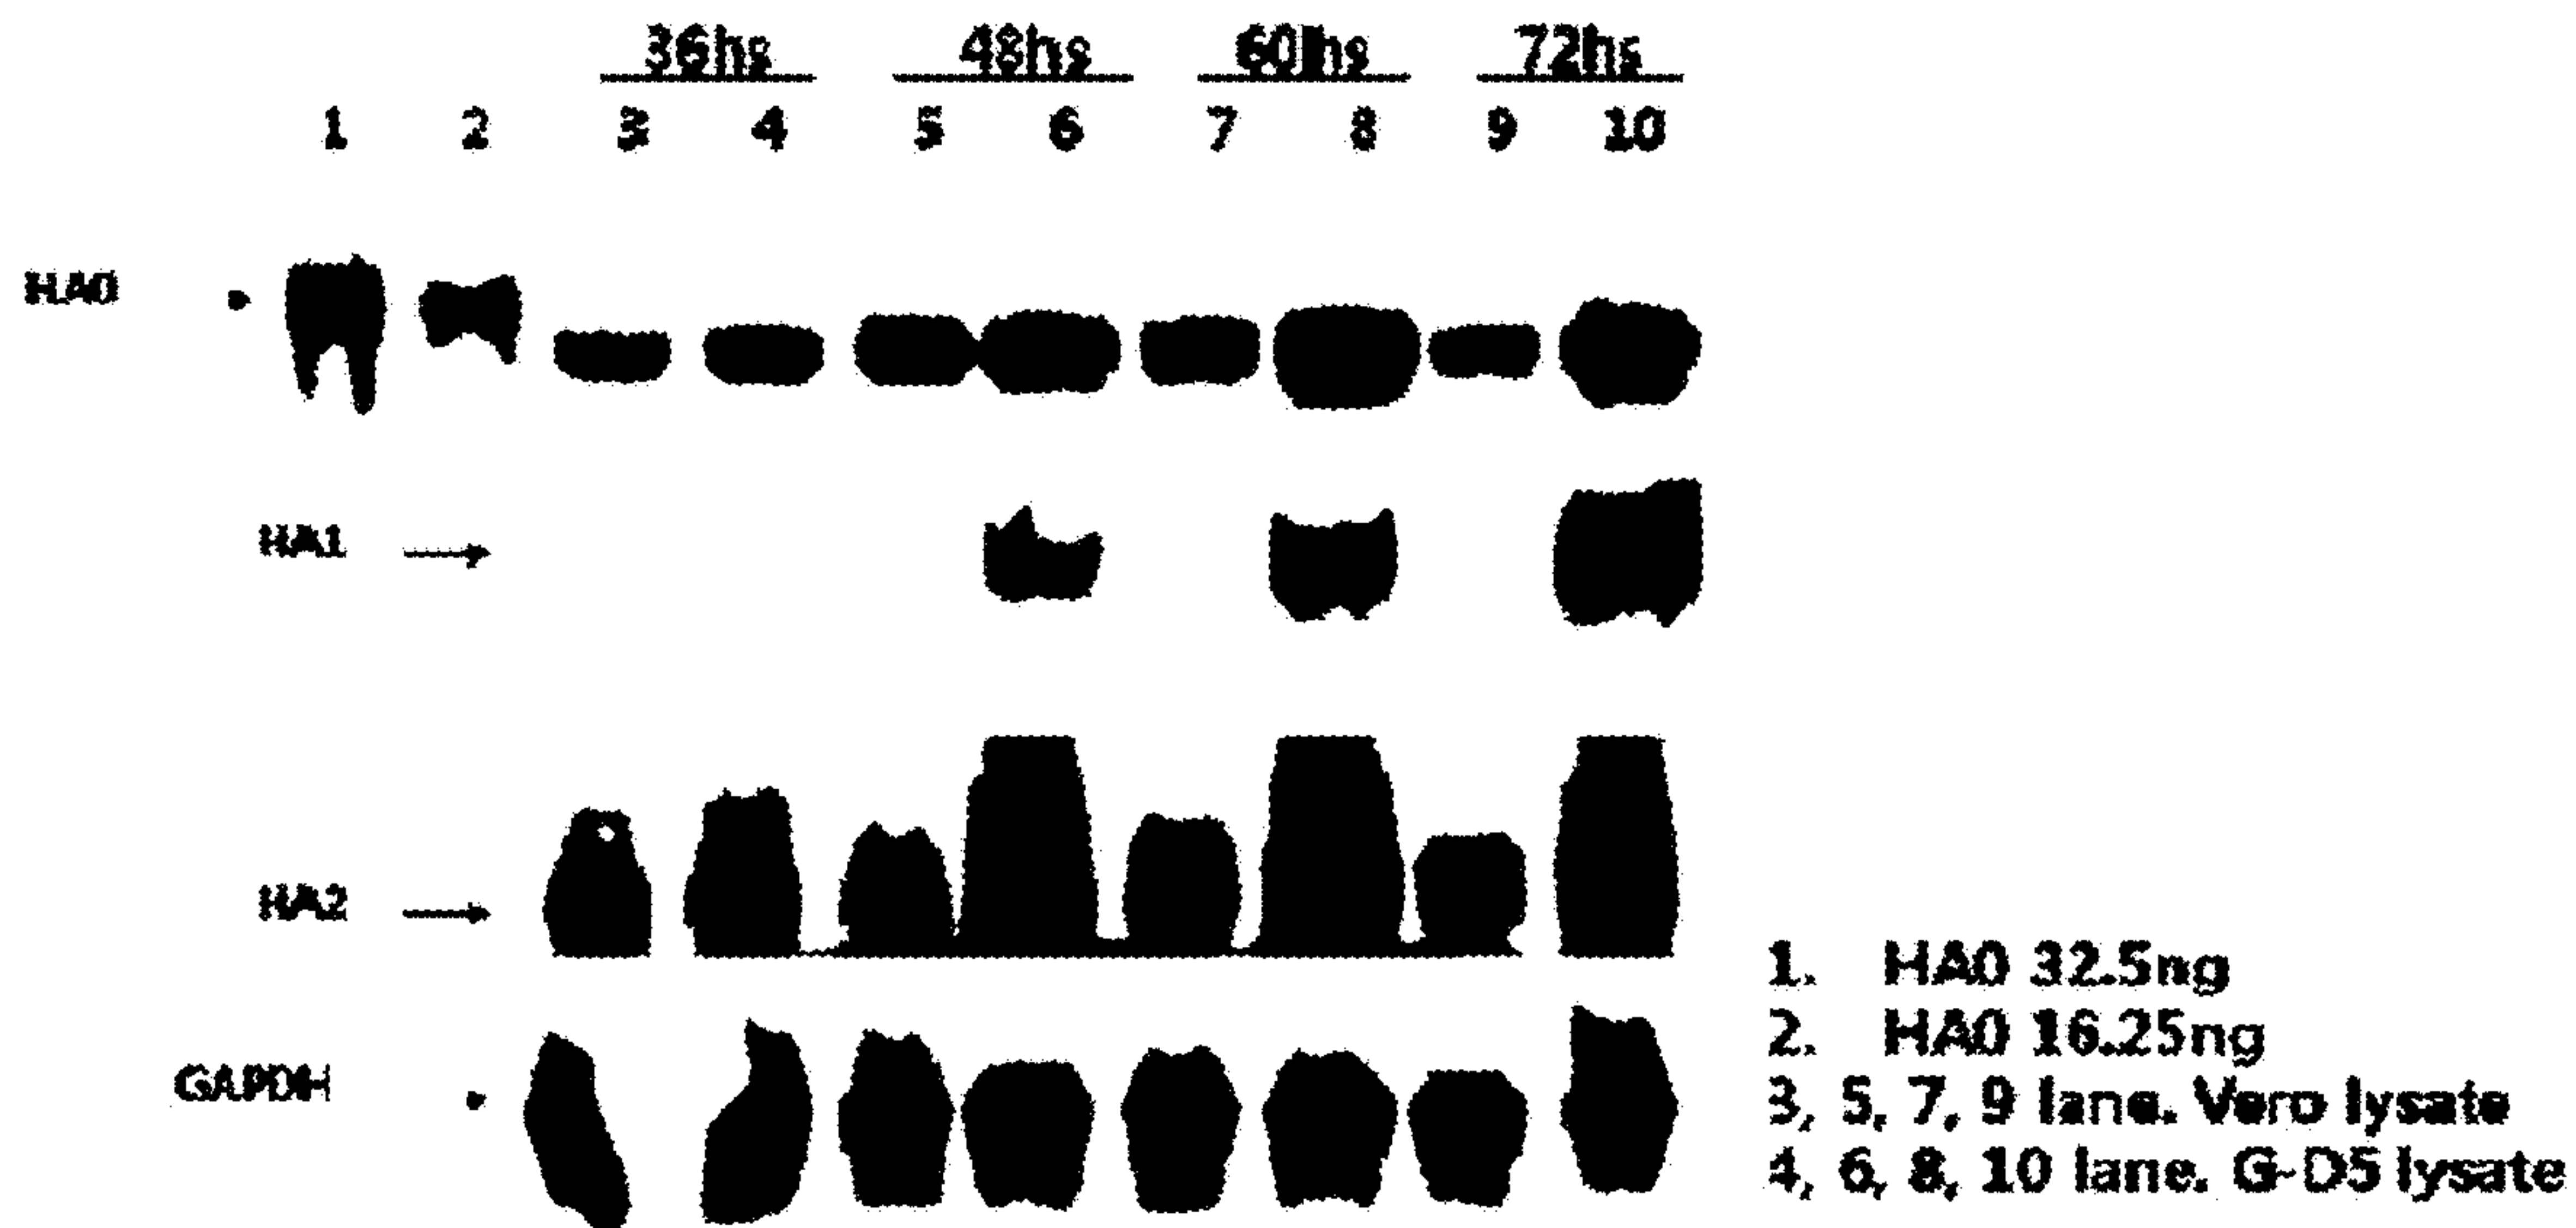 36hs 48hs 60hs 72hs
1 2 3 4 5 6 7 8 9 10
HA0
HA1
HA2
GAPDH
1. HA0 32.5ng
2. HA0 16.25ng
3, 5, 7, 9 lane. Vero lysate
4, 6, 8, 10 lane. G-D5 lysate